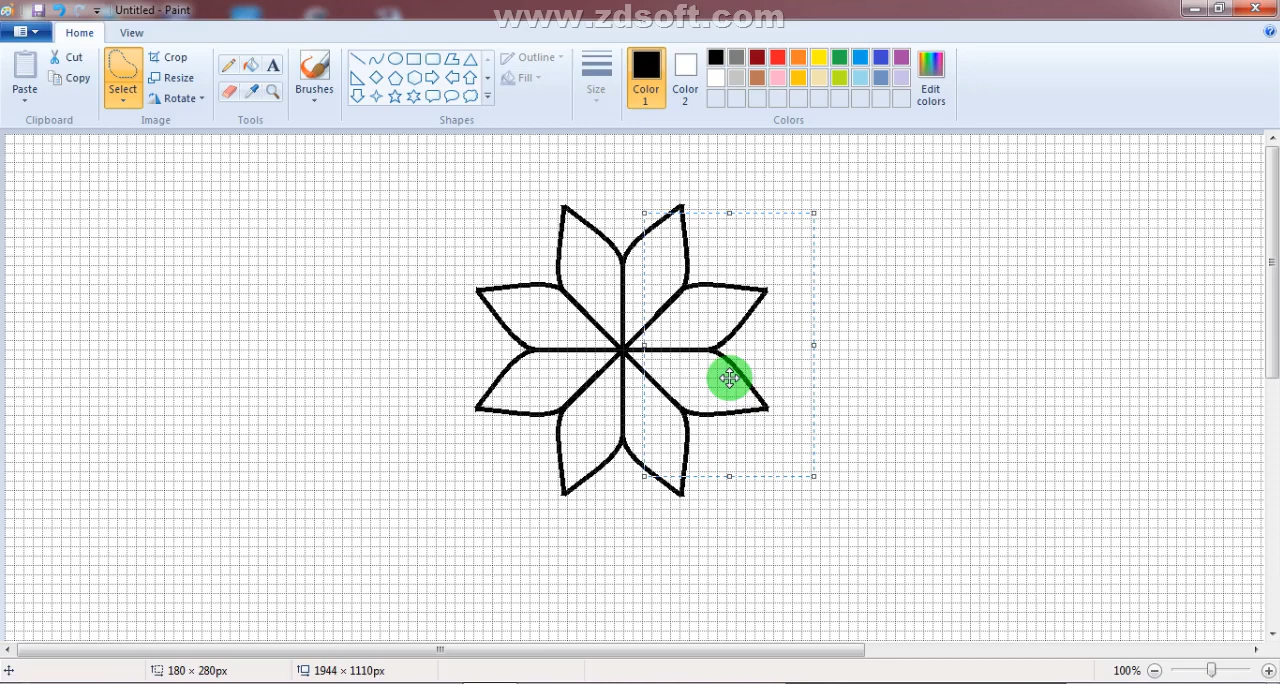 Untitled - Paint
www.zdsoft.com
Home
View
Paste
Cut
Copy
Clipboard
Select
Crop
Resize
Rotate
Image
A
Tools
Brushes
Outline
Fill
Shapes
Size
Color 1
Color 2
Edit colors
Colors
180 × 280px
1944 × 1110px
100%